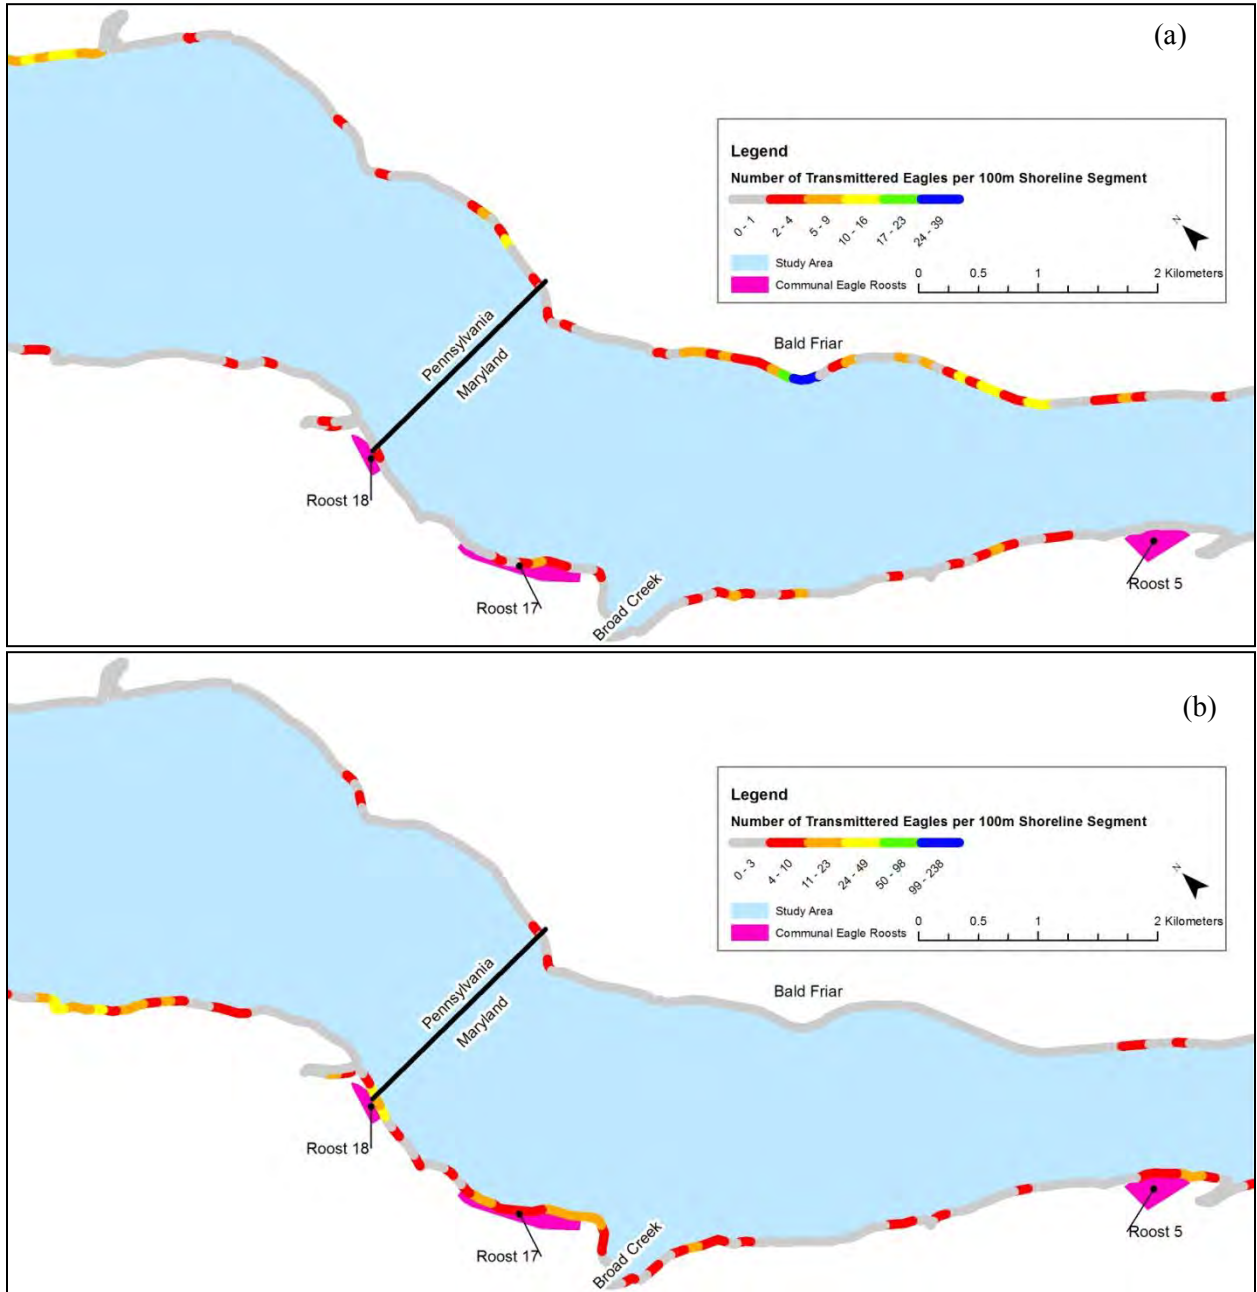 (a)
Legend
Number of Transmittered Eagles per 100m Shoreline Segment
0 - 1
2 - 4
5 - 9
10 - 16
17 - 23
24 - 39
N
Study Area
Communal Eagle Roosts
0 0.5 1 2 Kilometers
Pennsylvania
Maryland
Bald Friar
Roost 18
Roost 17
Broad Creek
Roost 5
(b)
Legend
Number of Transmittered Eagles per 100m Shoreline Segment
0 - 3
4 - 10
11 - 23
24 - 49
50 - 98
99 - 238
N
Study Area
Communal Eagle Roosts
0 0.5 1 2 Kilometers
Pennsylvania
Maryland
Bald Friar
Roost 18
Roost 17
Broad Creek
Roost 5